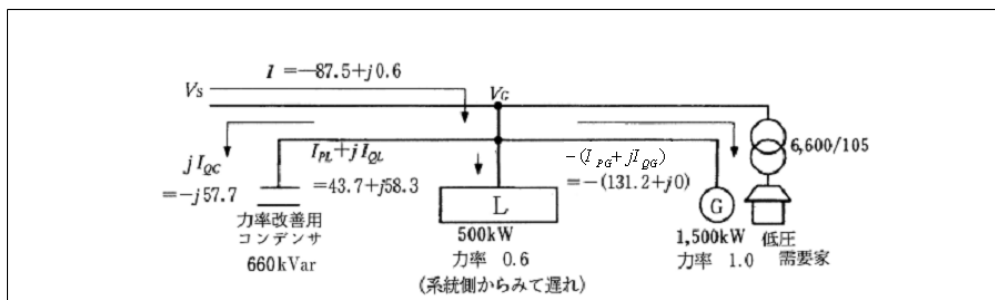 İ =−87.5+j0.6
VS
VG
6,600/105
jIQC
=−j57.7
IPL+jIQL
=43.7+j58.3
−(IPG+jIQG)
=−(131.2+j0)
力率改善用
コンデンサ
660kVar
L
500kW
力率 0.6
(系統側からみて遅れ)
G
1,500kW
力率 1.0
低圧
需要家